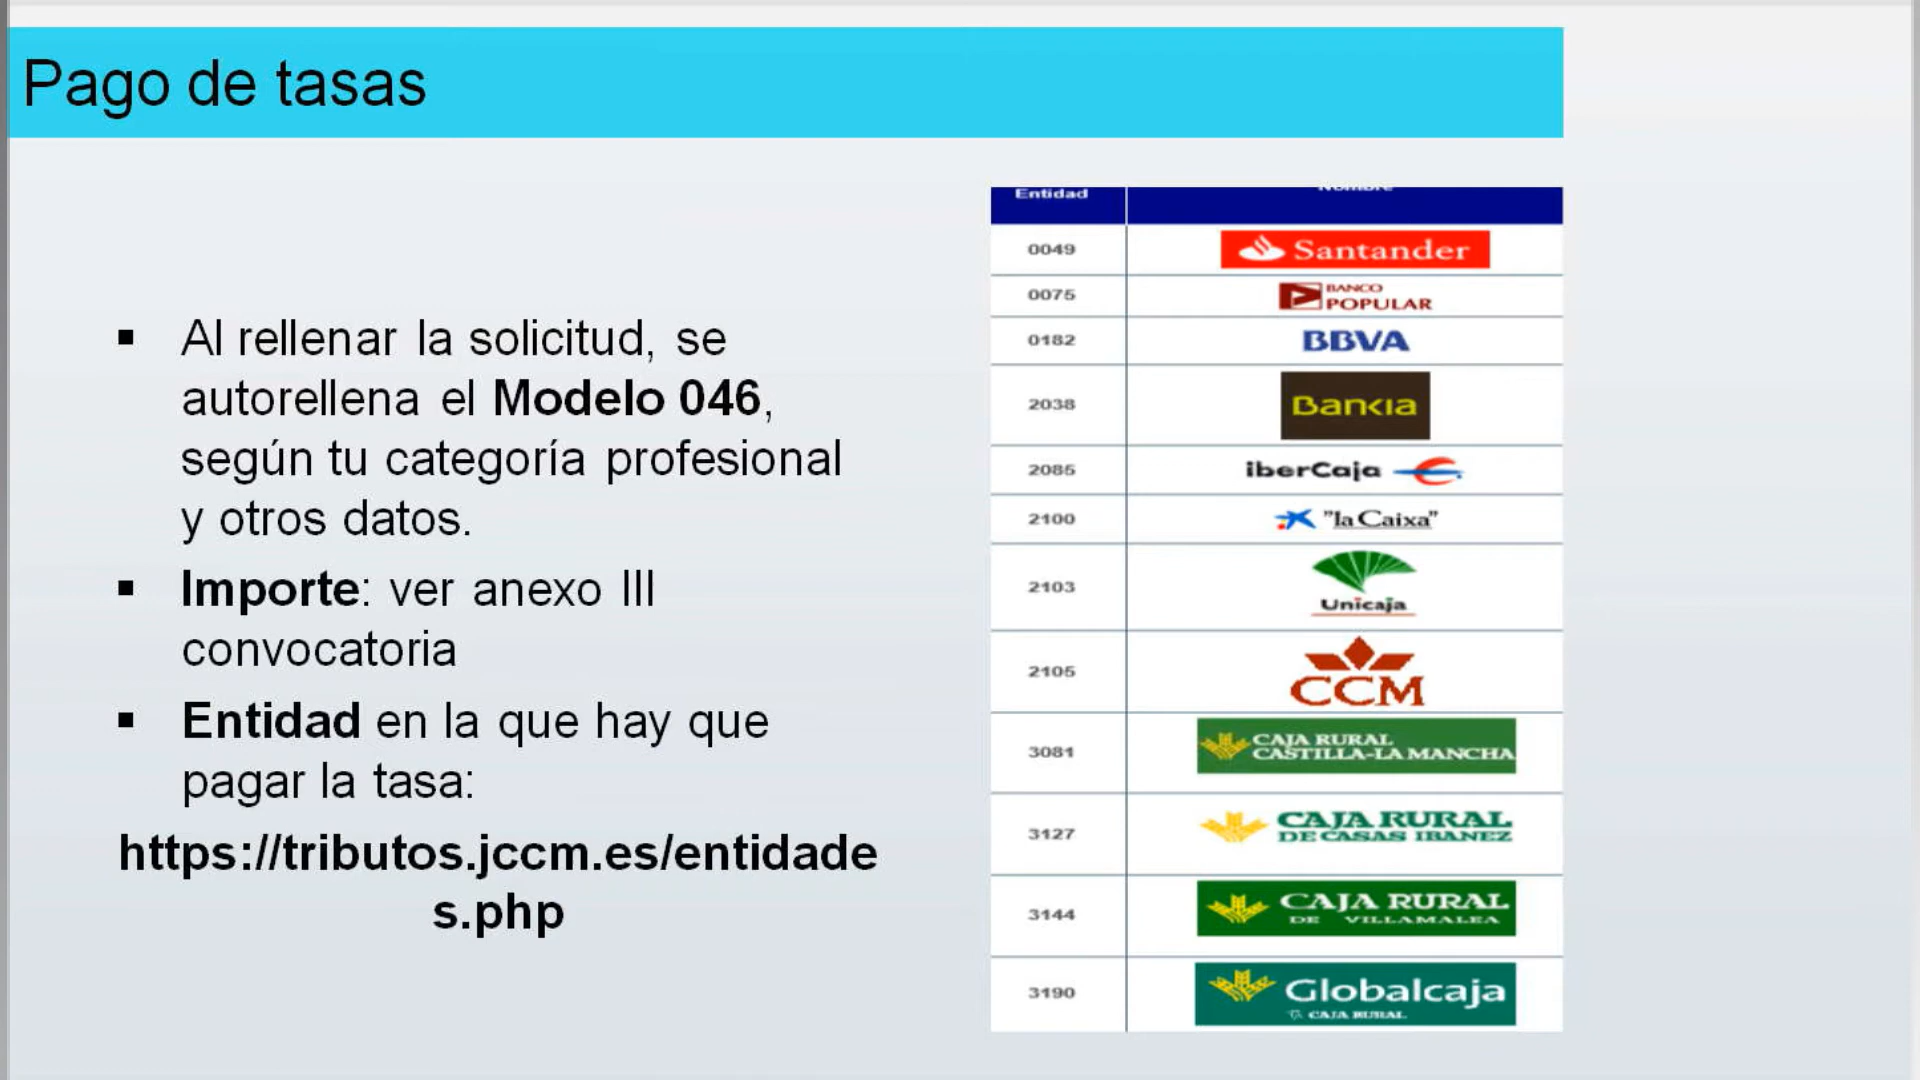 Pago de tasas
▪ Al rellenar la solicitud, se
autorellena el Modelo 046,
según tu categoría profesional
y otros datos.
▪ Importe: ver anexo III
convocatoria
▪ Entidad en la que hay que
pagar la tasa:
https://tributos.jccm.es/entidade
s.php
Entidad Nombre
0049 Santander
0075 BANCO
POPULAR
0182 BBVA
2038 Bankia
2085 iberCaja
2100 "la Caixa"
2103 Unicaja
2105 CCM
3081 CAJA RURAL
CASTILLA-LA MANCHA
3127 CAJA RURAL
DE CASAS IBAÑEZ
3144 CAJA RURAL
DE VILLAMALEA
3190 Globalcaja
CAJA RURAL